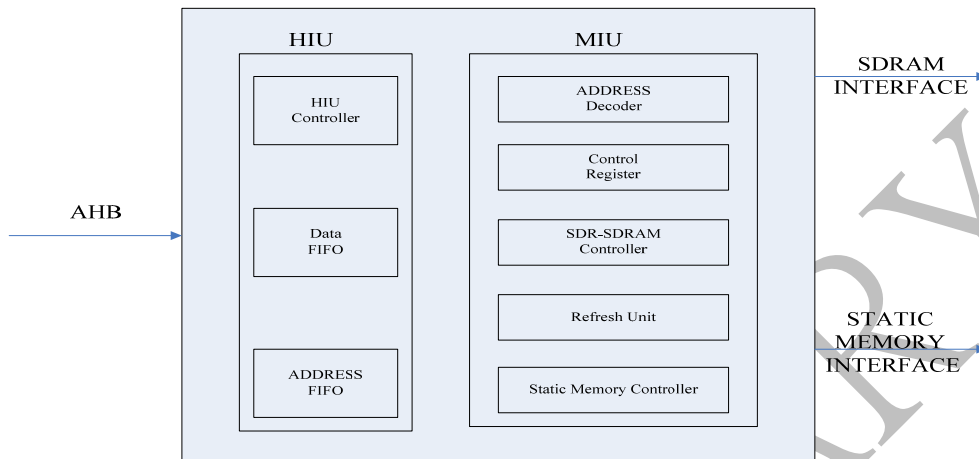 HIU
MIU
HIU
Controller
Data
FIFO
ADDRESS
FIFO
ADDRESS
Decoder
Control
Register
SDR-SDRAM
Controller
Refresh Unit
Static Memory Controller
AHB
SDRAM
INTERFACE
STATIC
MEMORY
INTERFACE